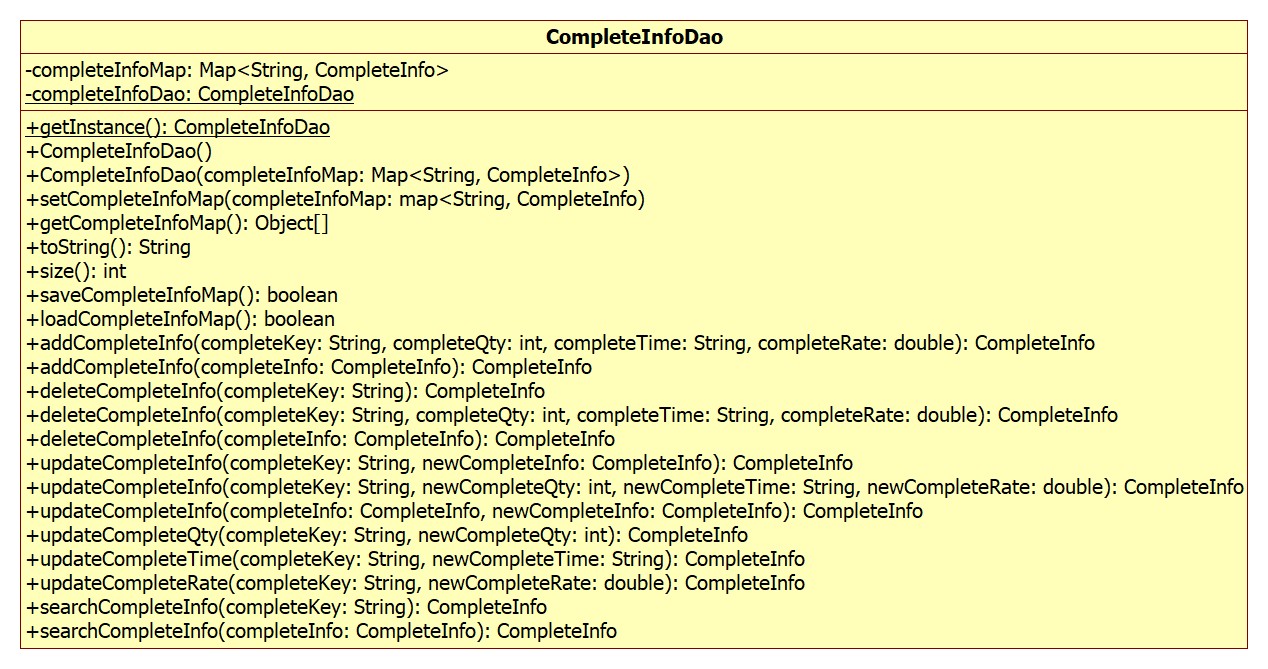 CompleteInfoDao
-completeInfoMap: Map<String, CompleteInfo>
-completeInfoDao: CompleteInfoDao
+getInstance(): CompleteInfoDao
+CompleteInfoDao()
+CompleteInfoDao(completeInfoMap: Map<String, CompleteInfo>)
+setCompleteInfoMap(completeInfoMap: map<String, CompleteInfo)
+getCompleteInfoMap(): Object[]
+toString(): String
+size(): int
+saveCompleteInfoMap(): boolean
+loadCompleteInfoMap(): boolean
+addCompleteInfo(completeKey: String, completeQty: int, completeTime: String, completeRate: double): CompleteInfo
+addCompleteInfo(completeInfo: CompleteInfo): CompleteInfo
+deleteCompleteInfo(completeKey: String): CompleteInfo
+deleteCompleteInfo(completeKey: String, completeQty: int, completeTime: String, completeRate: double): CompleteInfo
+deleteCompleteInfo(completeInfo: CompleteInfo): CompleteInfo
+updateCompleteInfo(completeKey: String, newCompleteInfo: CompleteInfo): CompleteInfo
+updateCompleteInfo(completeKey: String, newCompleteQty: int, newCompleteTime: String, newCompleteRate: double): CompleteInfo
+updateCompleteInfo(completeInfo: CompleteInfo, newCompleteInfo: CompleteInfo): CompleteInfo
+updateCompleteQty(completeKey: String, newCompleteQty: int): CompleteInfo
+updateCompleteTime(completeKey: String, newCompleteTime: String): CompleteInfo
+updateCompleteRate(completeKey: String, newCompleteRate: double): CompleteInfo
+searchCompleteInfo(completeKey: String): CompleteInfo
+searchCompleteInfo(completeInfo: CompleteInfo): CompleteInfo